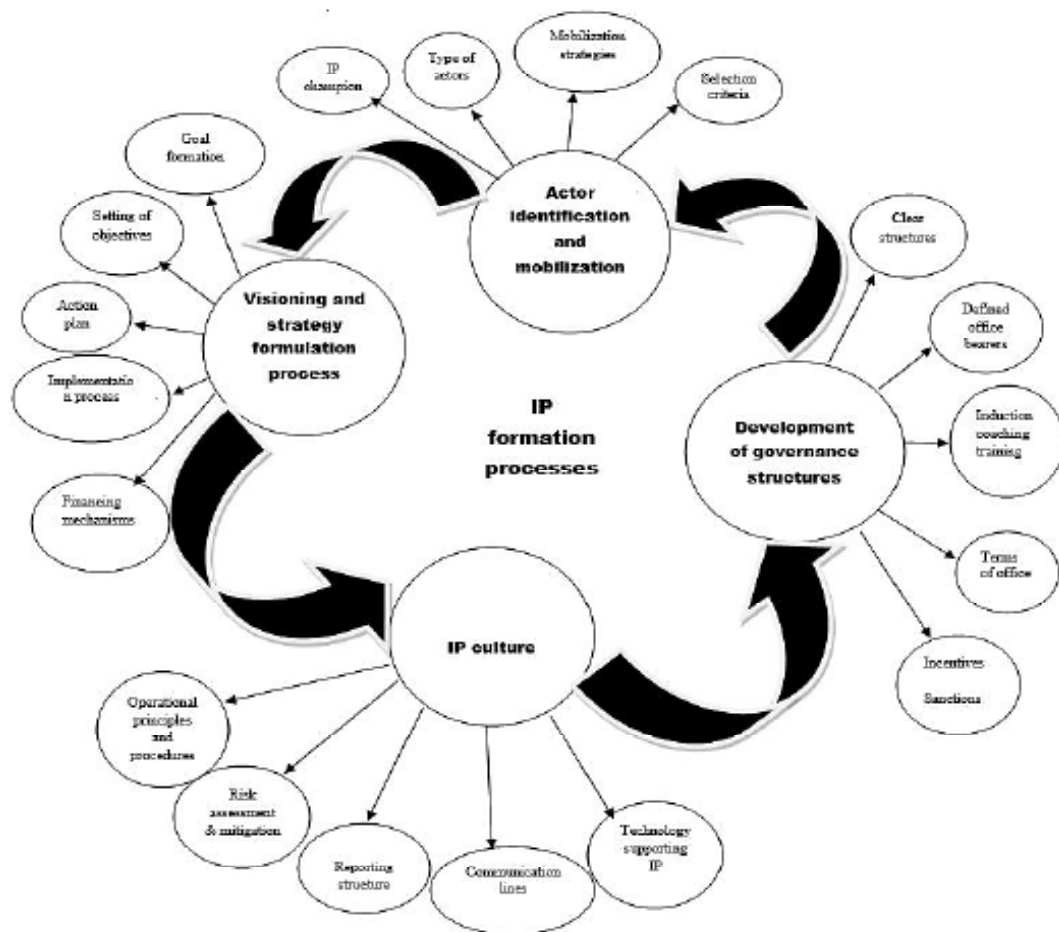 Mobilization
strategies
Type of
actors
IP
champion
Selection
criteria
Goal
formation
Actor
identification
and
mobilization
Clear
structures
Setting of
objectives
Visioning and
strategy
formulation
process
Action
plan
Defined
office
bearers
Implementatio
n process
IP
formation
processes
Development
of governance
structures
Induction
coaching
training
Financing
mechanisms
Terms
of office
IP culture
Incentives
Sanctions
Operational
principles
and
procedures
Risk
assessment
& mitigation
Reporting
structure
Communication
lines
Technology
supporting
IP